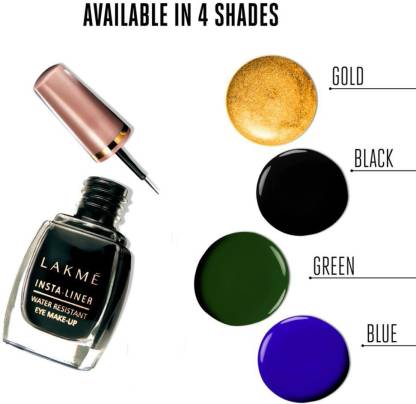 AVAILABLE IN 4 SHADES
GOLD
BLACK
GREEN
BLUE
LAKMÉ
INSTA-LINER
WATER RESISTANT
EYE MAKE-UP